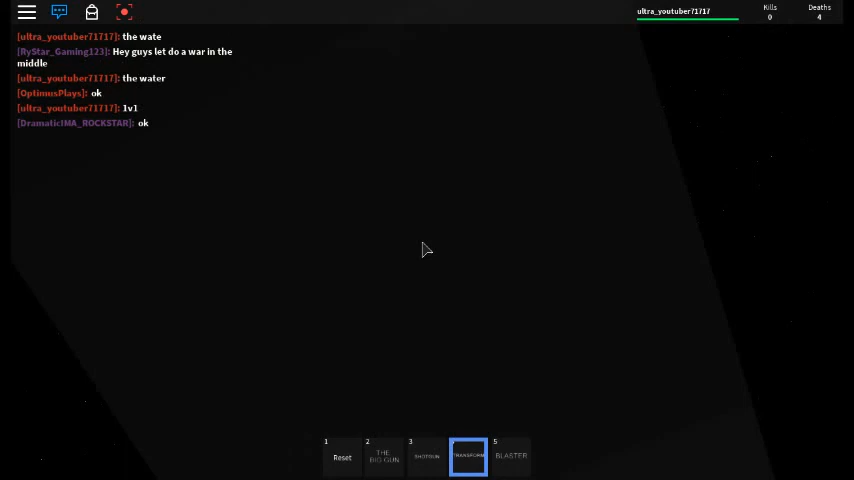 ultra_youtuber71717 Kills Deaths
0 4
[ultra_youtuber71717]: the wate
[RyStar_Gaming123]: Hey guys let do a war in the
middle
[ultra_youtuber71717]: the water
[OptimusPlays]: ok
[ultra_youtuber71717]: 1v1
[DramaticIMA_ROCKSTAR]: ok
1 2 3 5
Reset THE BIG GUN SHOTGUN TRANSFORM BLASTER